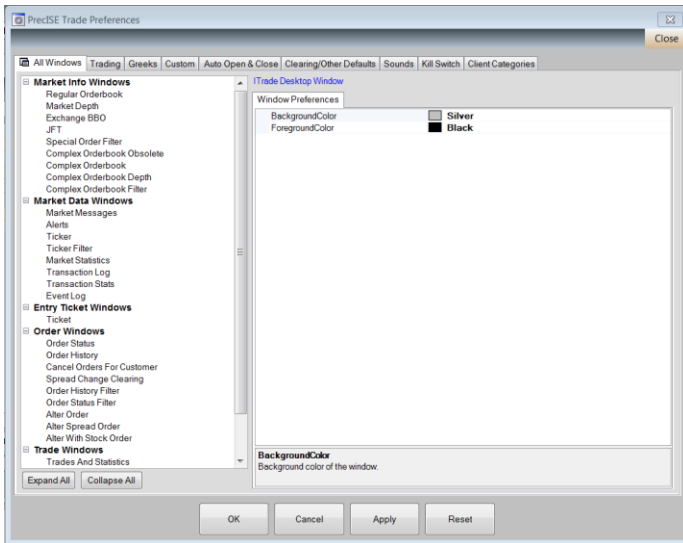 PrecISE Trade Preferences
Close
All Windows Trading Greeks Custom Auto Open & Close Clearing/Other Defaults Sounds Kill Switch Client Categories
Market Info Windows
Regular Orderbook
Market Depth
Exchange BBO
JFT
Special Order Filter
Complex Orderbook Obsolete
Complex Orderbook
Complex Orderbook Depth
Complex Orderbook Filter
Market Data Windows
Market Messages
Alerts
Ticker
Ticker Filter
Market Statistics
Transaction Log
Transaction Stats
Event Log
Entry Ticket Windows
Ticket
Order Windows
Order Status
Order History
Cancel Orders For Customer
Spread Change Clearing
Order History Filter
Order Status Filter
Alter Order
Alter Spread Order
Alter With Stock Order
Trade Windows
Trades And Statistics
Expand All Collapse All
ITrade Desktop Window
Window Preferences
BackgroundColor Silver
ForegroundColor Black
BackgroundColor
Background color of the window.
OK Cancel Apply Reset